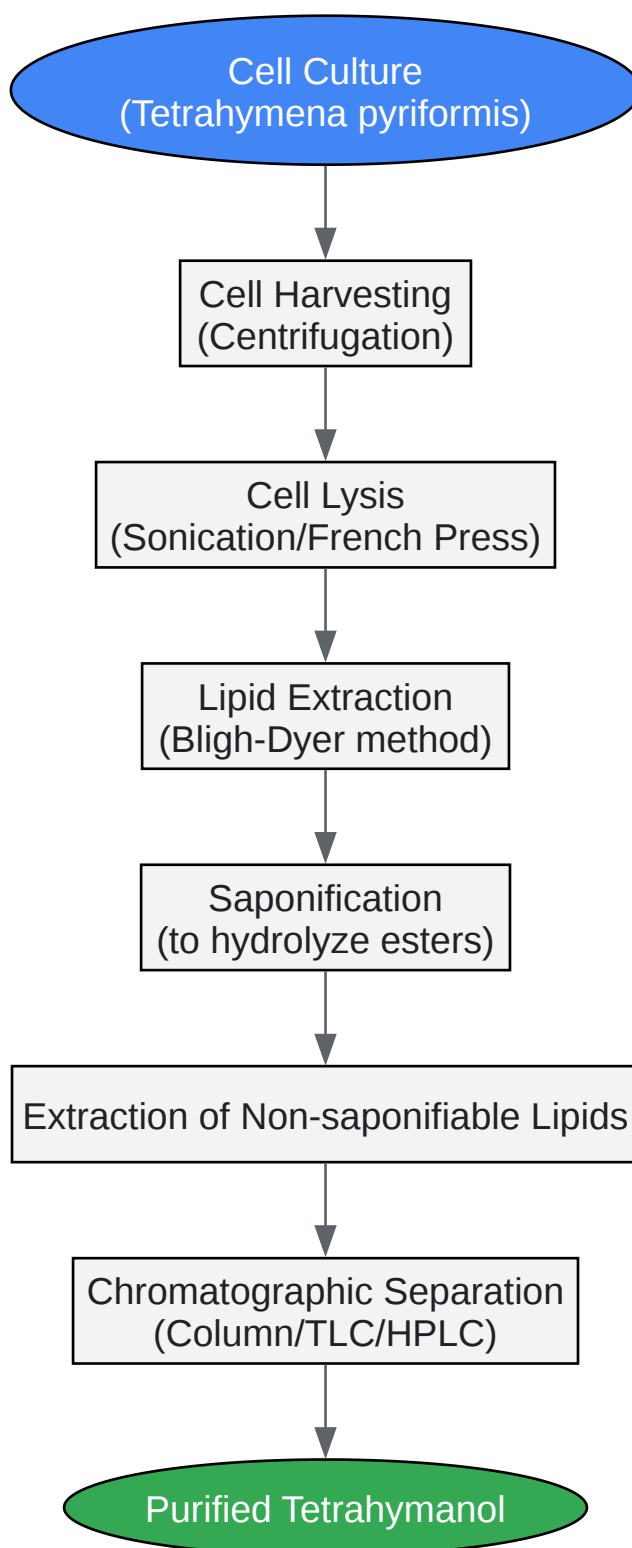 Cell Culture
(Tetrahymena pyriformis)
Cell Harvesting
(Centrifugation)
Cell Lysis
(Sonication/French Press)
Lipid Extraction
(Bligh-Dyer method)
Saponification
(to hydrolyze esters)
Extraction of Non-saponifiable Lipids
Chromatographic Separation
(Column/TLC/HPLC)
Purified Tetrahymanol